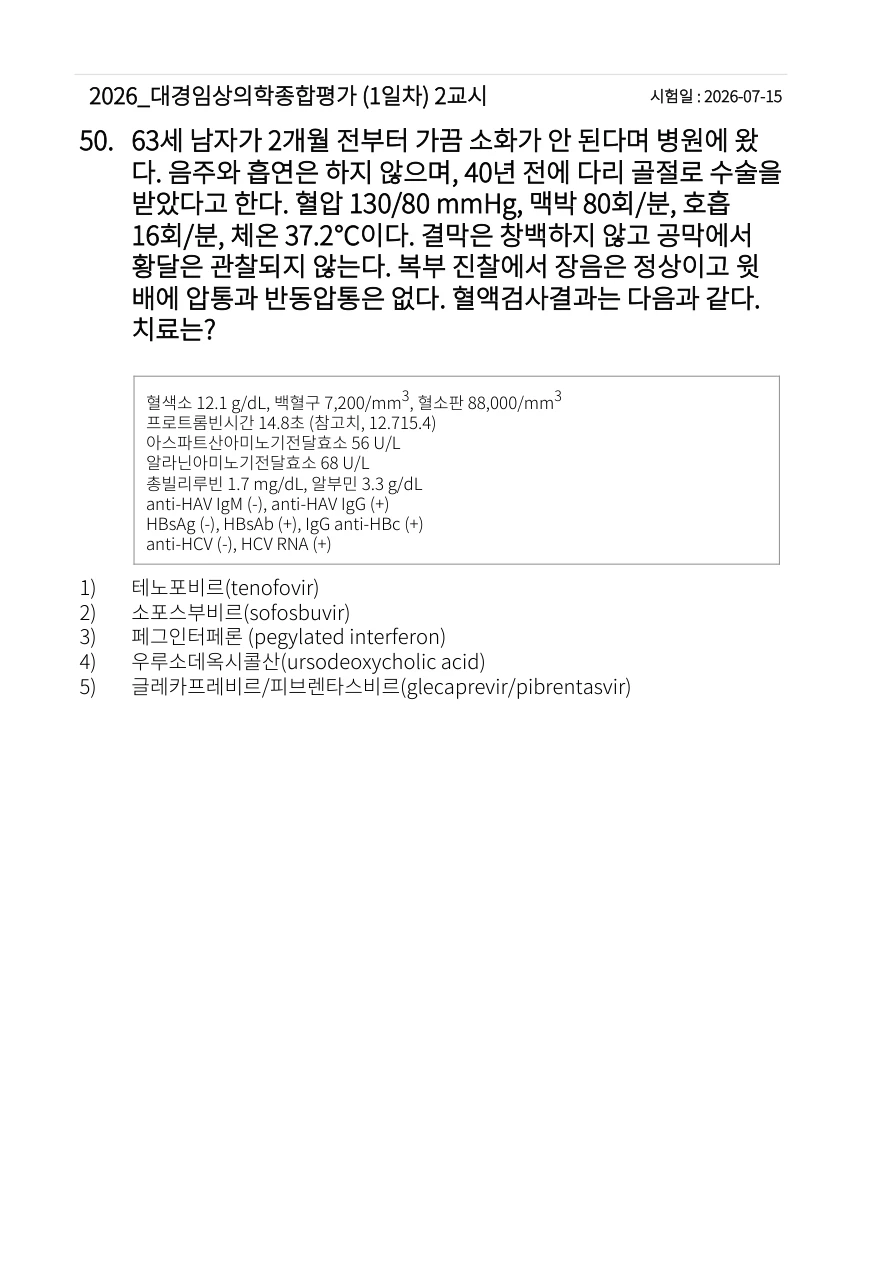 2026_대경임상의학종합평가 (1일차) 2교시
시험일 : 2026-07-15
50. 63세 남자가 2개월 전부터 가끔 소화가 안 된다며 병원에 왔
다. 음주와 흡연은 하지 않으며, 40년 전에 다리 골절로 수술을
받았다고 한다. 혈압 130/80 mmHg, 맥박 80회/분, 호흡
16회/분, 체온 37.2℃이다. 결막은 창백하지 않고 공막에서
황달은 관찰되지 않는다. 복부 진찰에서 장음은 정상이고 윗
배에 압통과 반동압통은 없다. 혈액검사결과는 다음과 같다.
치료는?
혈색소 12.1 g/dL, 백혈구 7,200/mm³, 혈소판 88,000/mm³
프로트롬빈시간 14.8초 (참고치, 12.715.4)
아스파트산아미노기전달효소 56 U/L
알라닌아미노기전달효소 68 U/L
총빌리루빈 1.7 mg/dL, 알부민 3.3 g/dL
anti-HAV IgM (-), anti-HAV IgG (+)
HBsAg (-), HBsAb (+), IgG anti-HBc (+)
anti-HCV (-), HCV RNA (+)
1) 테노포비르(tenofovir)
2) 소포스부비르(sofosbuvir)
3) 페그인터페론 (pegylated interferon)
4) 우루소데옥시콜산(ursodeoxycholic acid)
5) 글레카프레비르/피브렌타스비르(glecaprevir/pibrentasvir)